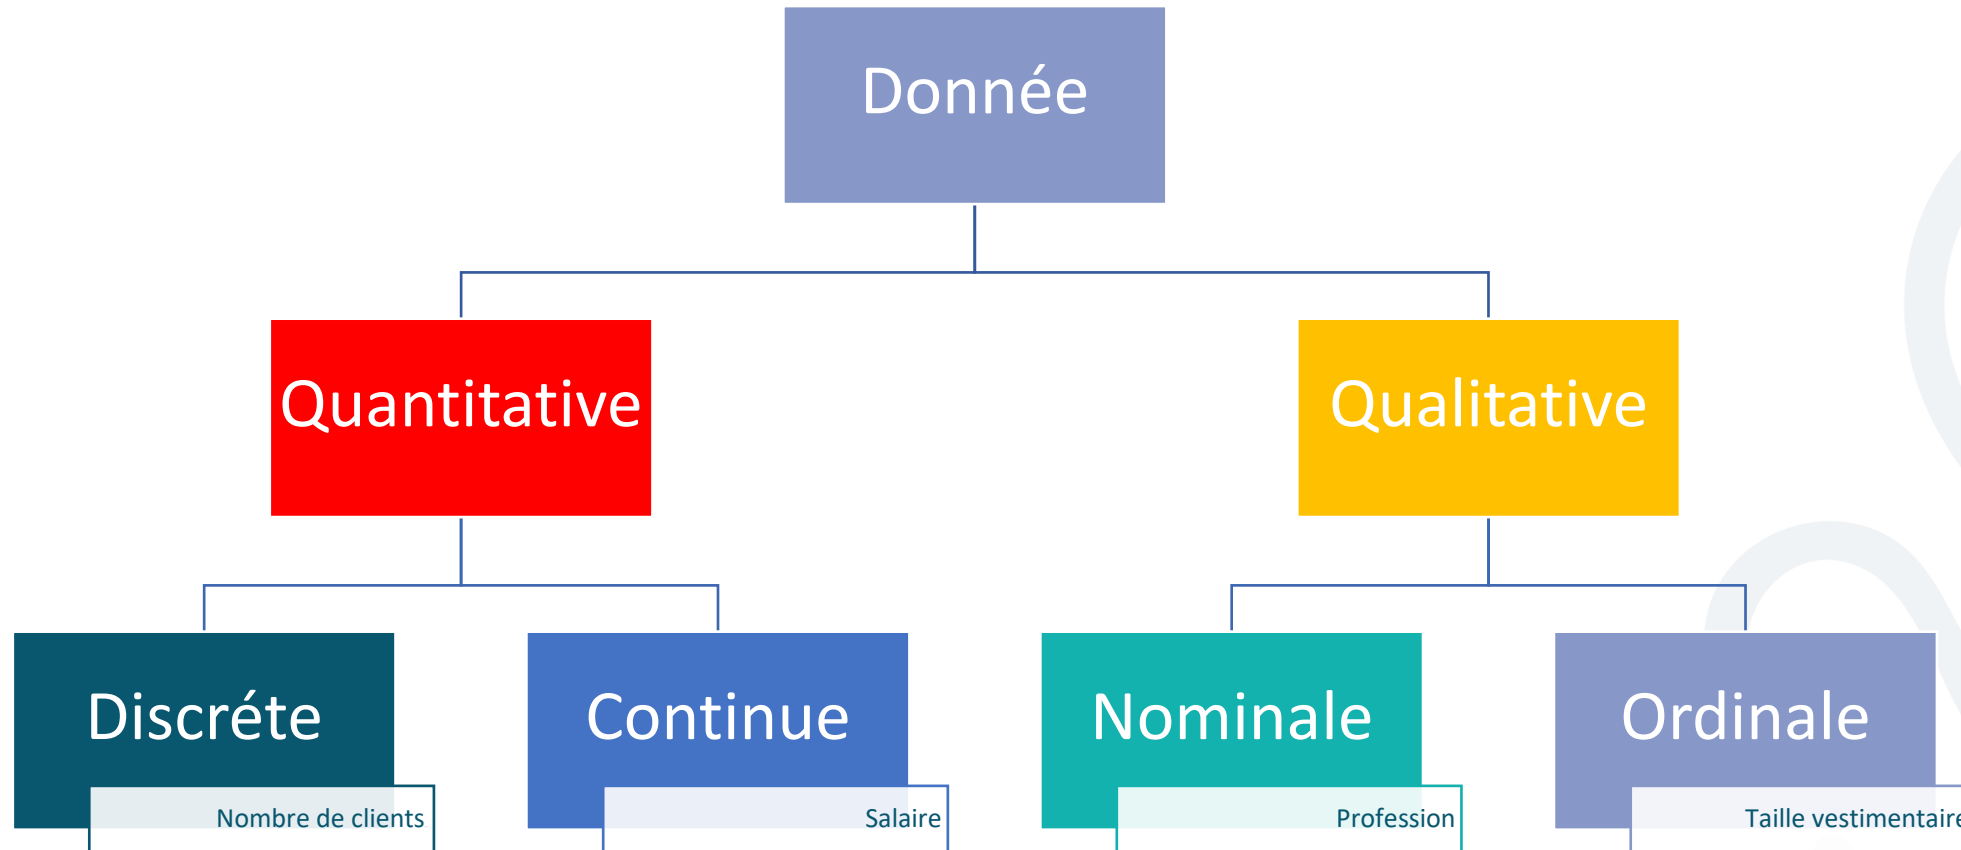 Donnée
Quantitative
Qualitative
Discréte
Continue
Nominale
Ordinale
Nombre de clients
Salaire
Profession
Taille vestimentaire